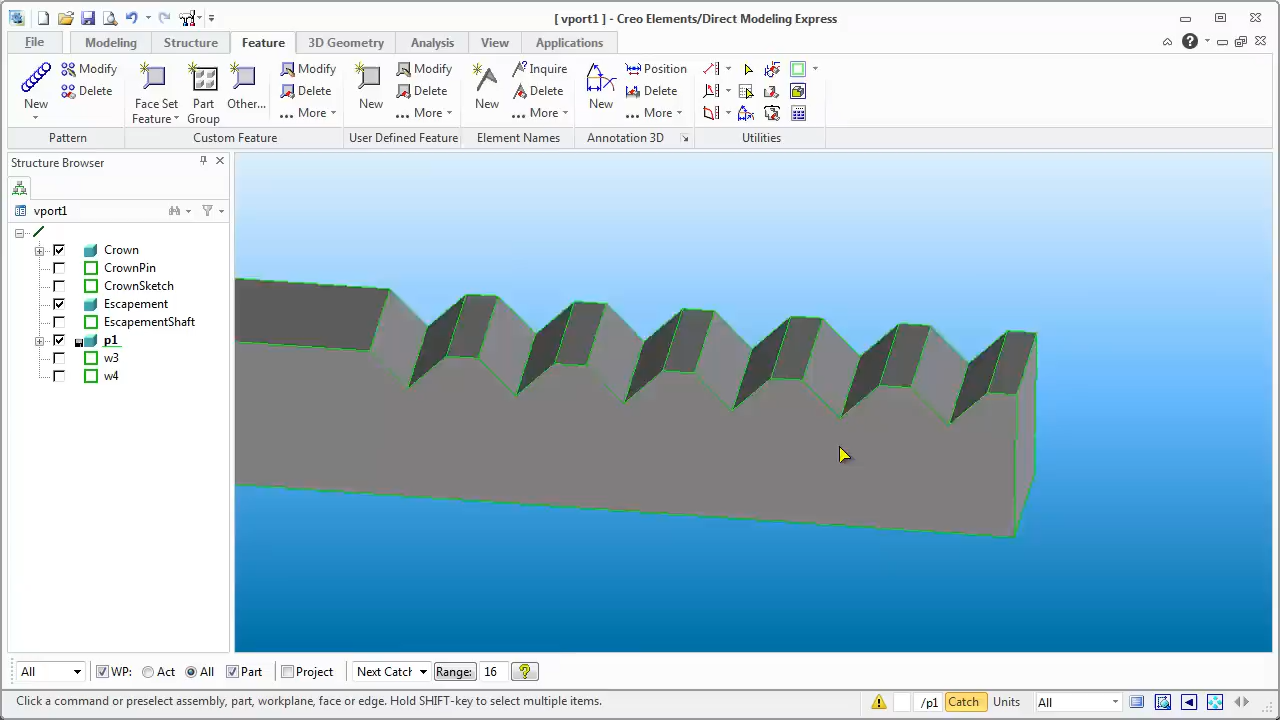 [ vport1 ] - Creo Elements/Direct Modeling Express
File Modeling Structure Feature 3D Geometry Analysis View Applications
New Modify Delete
Pattern
Face Set Feature Part Group Other... Modify Delete More
Custom Feature
New Modify Delete More
User Defined Feature
New Inquire Delete More
Element Names
New Position Delete More
Annotation 3D
Utilities
Structure Browser
vport1
Crown
CrownPin
CrownSketch
Escapement
EscapementShaft
p1
w3
w4
All WP: Act All Part Project Next Catch Range: 16 ?
Click a command or preselect assembly, part, workplane, face or edge. Hold SHIFT-key to select multiple items. /p1 Catch Units All